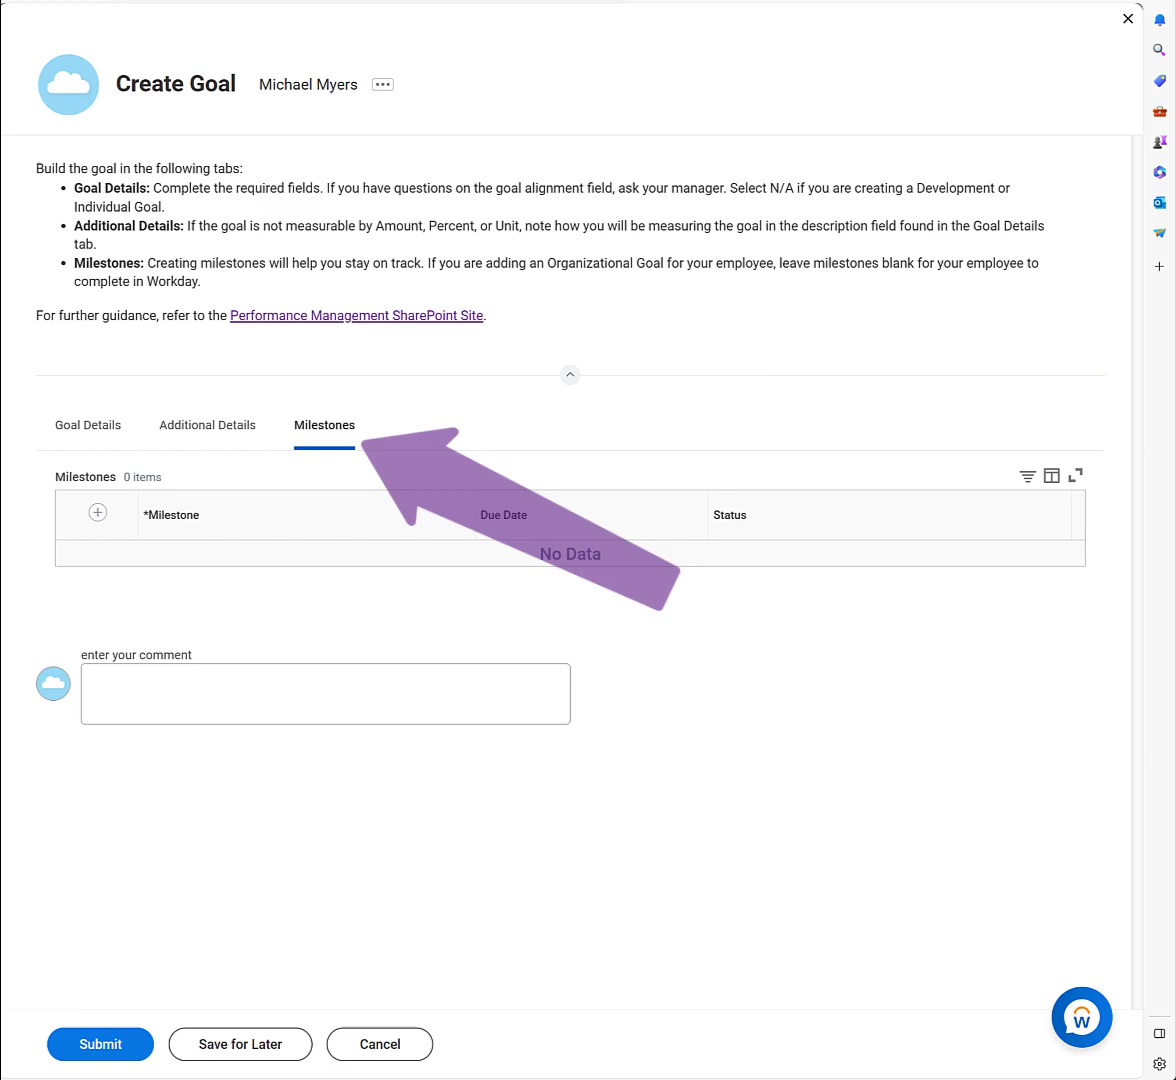 Create Goal Michael Myers
Build the goal in the following tabs:
• Goal Details: Complete the required fields. If you have questions on the goal alignment field, ask your manager. Select N/A if you are creating a Development or
Individual Goal.
• Additional Details: If the goal is not measurable by Amount, Percent, or Unit, note how you will be measuring the goal in the description field found in the Goal Details
tab.
• Milestones: Creating milestones will help you stay on track. If you are adding an Organizational Goal for your employee, leave milestones blank for your employee to
complete in Workday.
For further guidance, refer to the Performance Management SharePoint Site.
Goal Details Additional Details Milestones
Milestones 0 items
*Milestone Due Date Status
No Data
enter your comment
W
Submit Save for Later Cancel